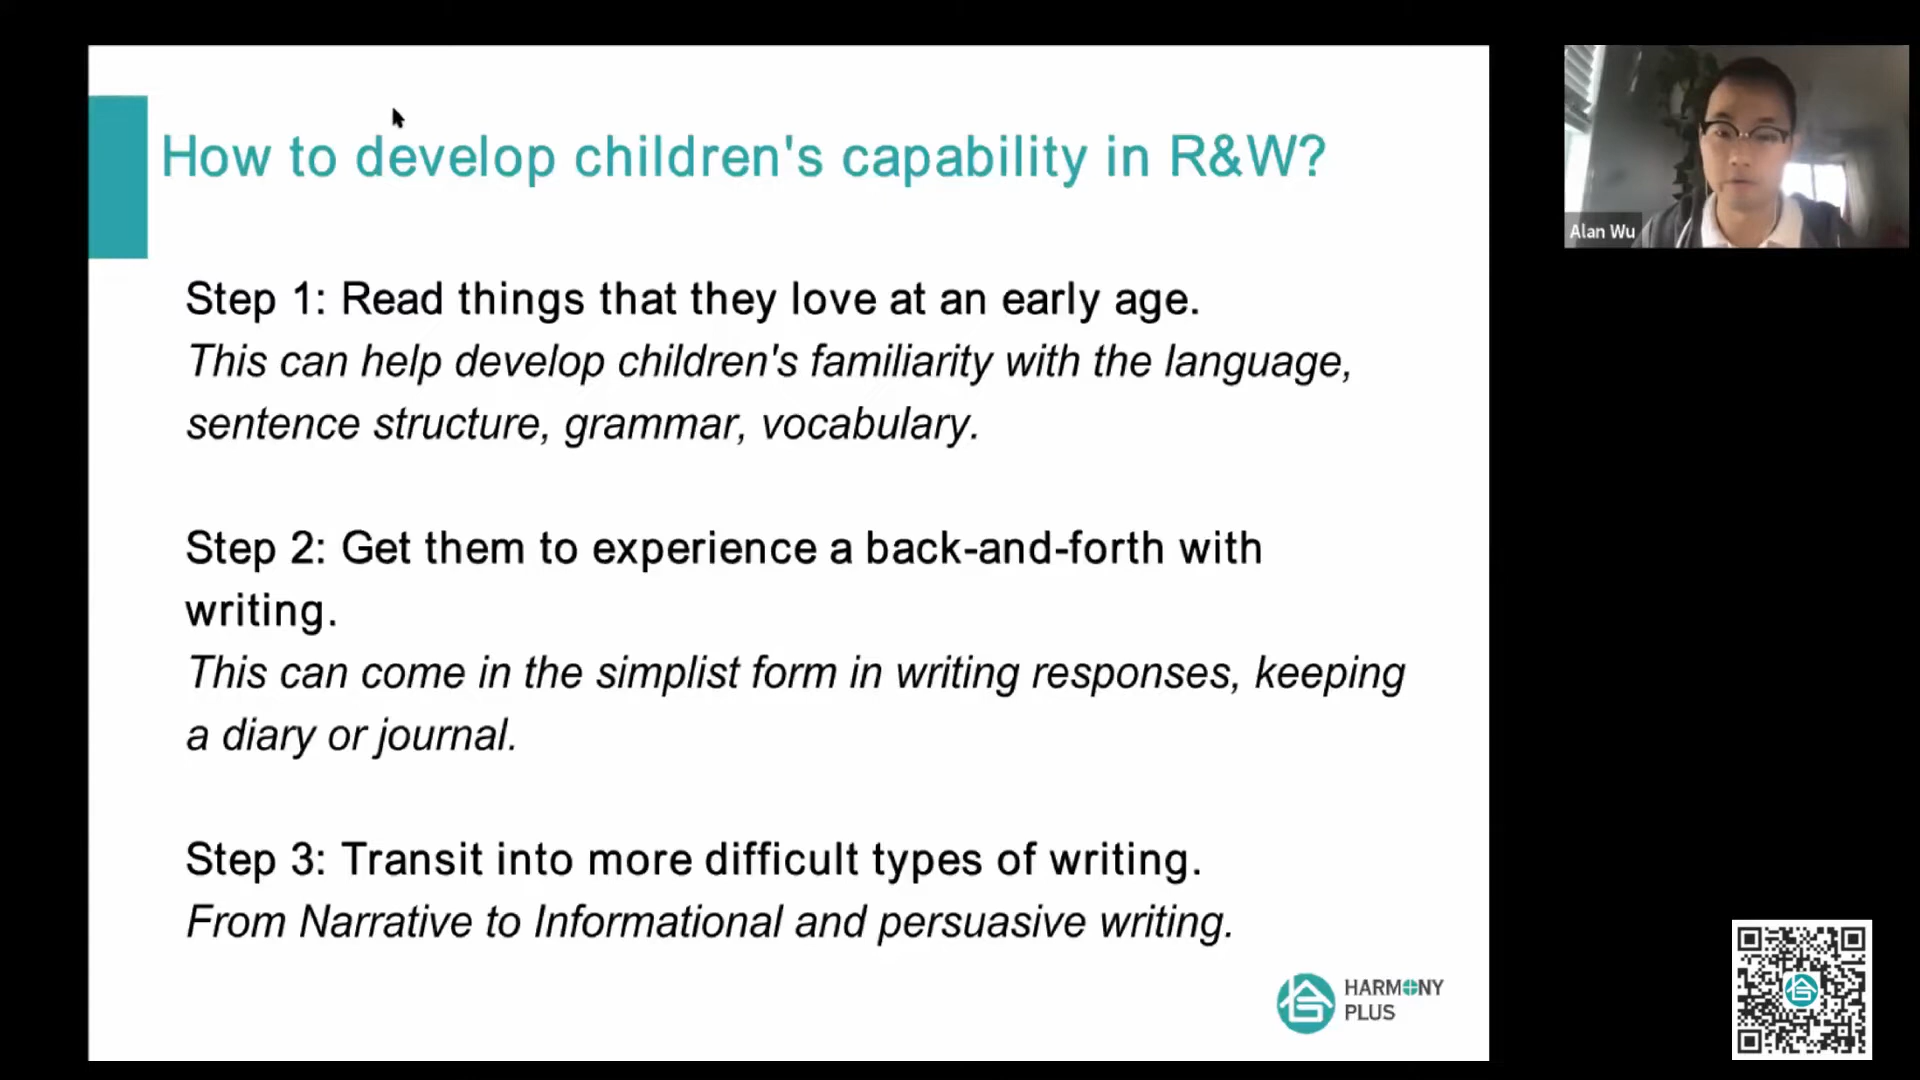 How to develop children's capability in R&W?
Step 1: Read things that they love at an early age.
This can help develop children's familiarity with the language,
sentence structure, grammar, vocabulary.
Step 2: Get them to experience a back-and-forth with
writing.
This can come in the simplist form in writing responses, keeping
a diary or journal.
Step 3: Transit into more difficult types of writing.
From Narrative to Informational and persuasive writing.
HARMONY
PLUS
Alan Wu